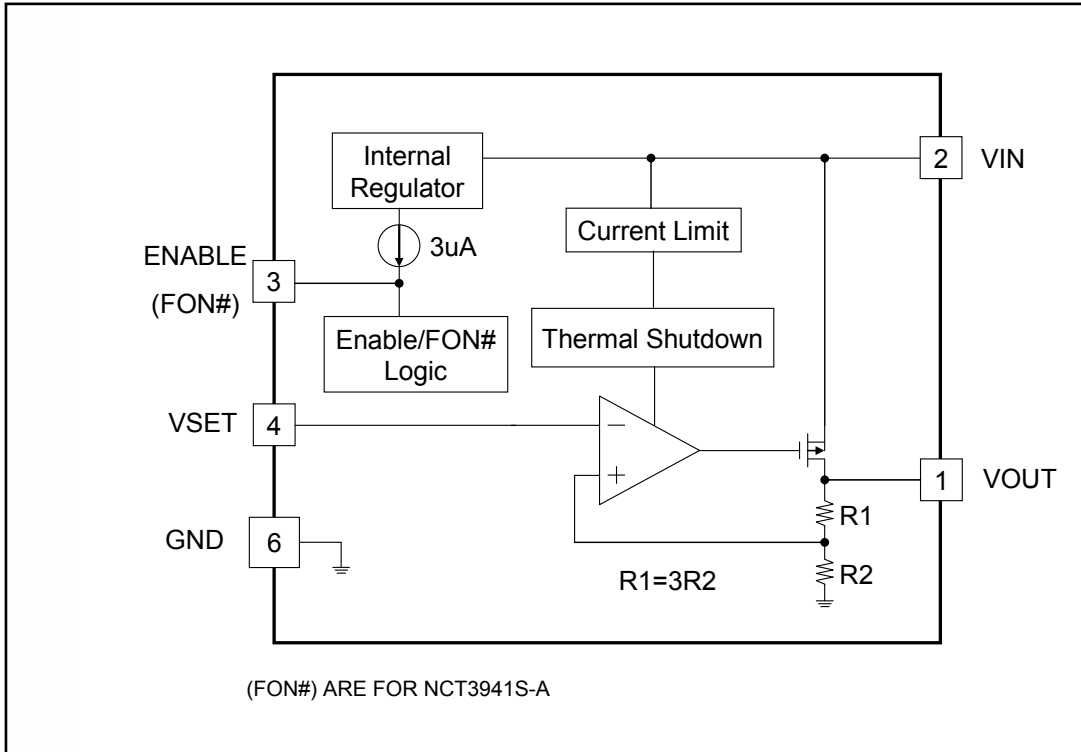 Internal
Regulator
2
VIN
Current Limit
3uA
ENABLE
(FON#)
3
Enable/FON#
Logic
Thermal Shutdown
VSET
4
−
+
1
VOUT
R1
GND
6
R1=3R2
R2
(FON#) ARE FOR NCT3941S-A